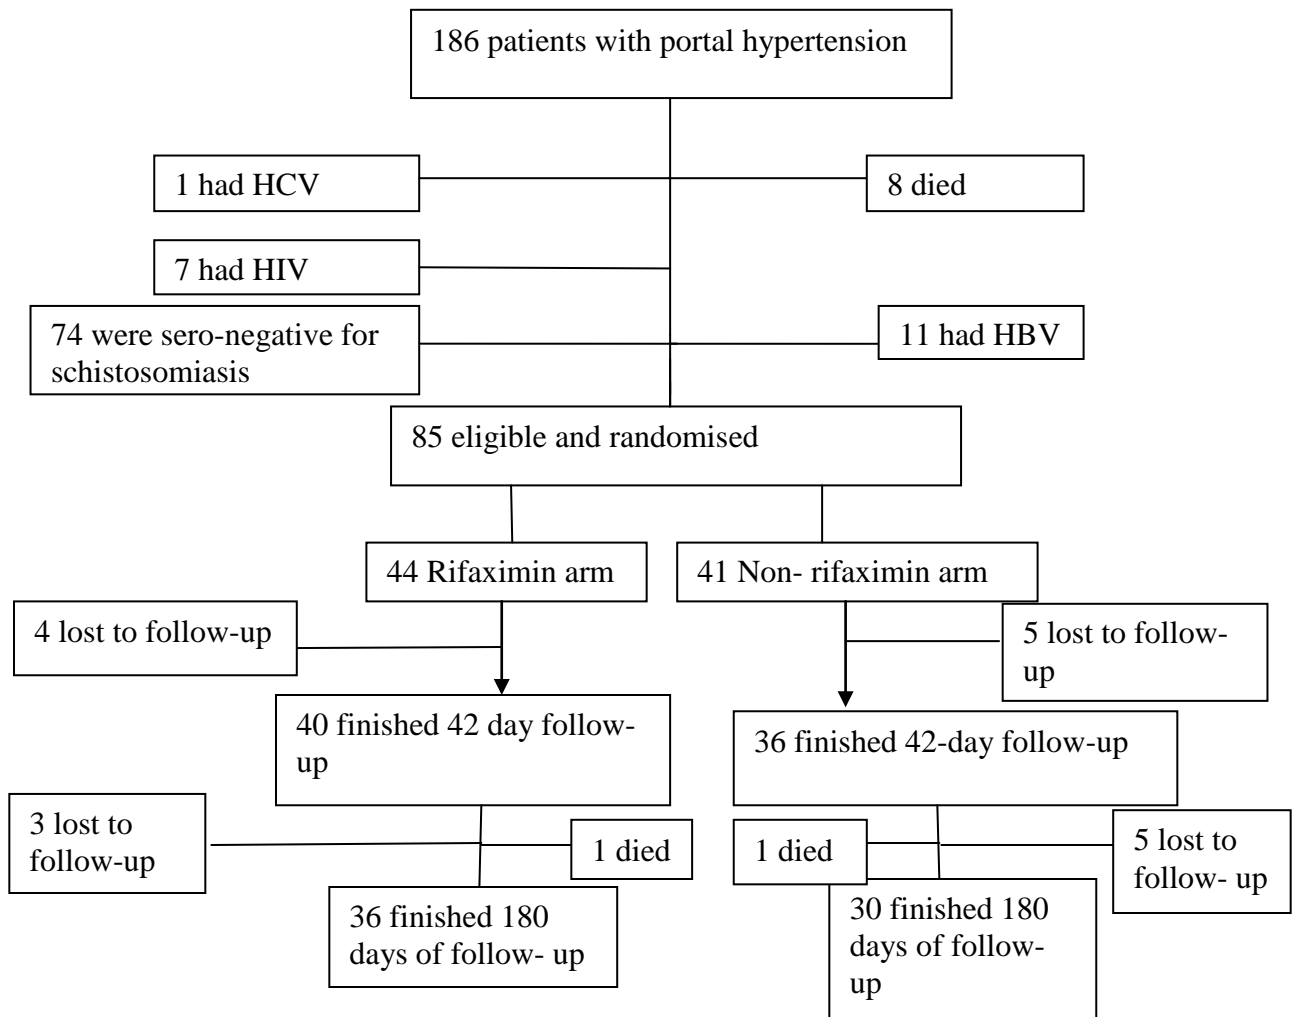 186 patients with portal hypertension
1 had HCV
8 died
7 had HIV
74 were sero-negative for
schistosomiasis
11 had HBV
85 eligible and randomised
44 Rifaximin arm
41 Non- rifaximin arm
4 lost to follow-up
5 lost to follow-
up
40 finished 42 day follow-
up
36 finished 42-day follow-up
3 lost to
follow-up
1 died
1 died
5 lost to
follow- up
36 finished 180
days of follow- up
30 finished 180
days of follow-
up